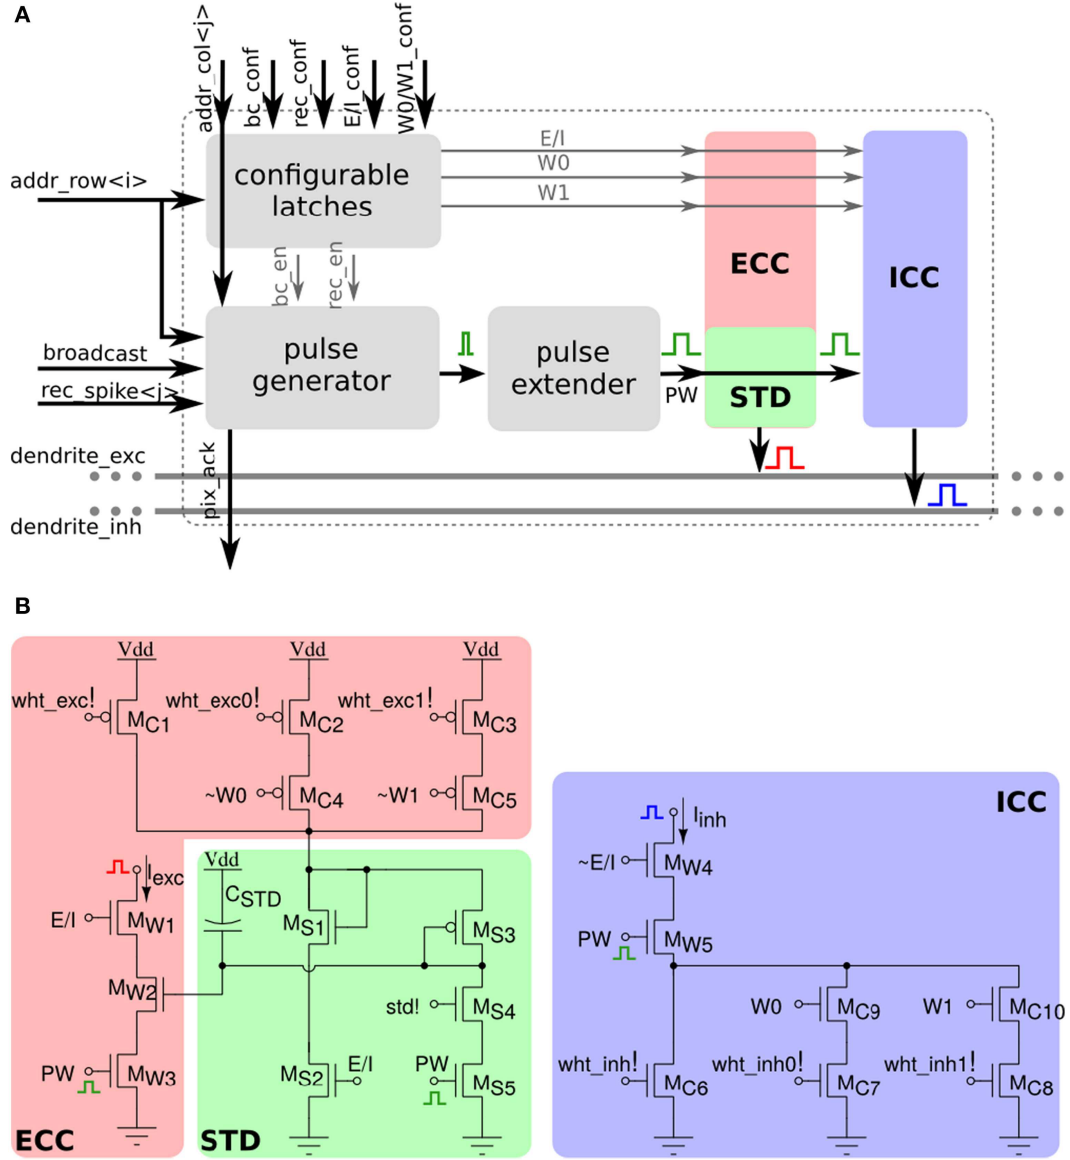 A
addr_col<j>
bc_conf
rec_conf
E/I_conf
W0/W1_conf
addr_row<i>
configurable
latches
E/I
W0
W1
ECC
ICC
bc_en
rec_en
broadcast
rec_spike<j>
pulse
generator
pulse
extender
PW
STD
dendrite_exc
pix_ack
dendrite_inh
B
Vdd
Vdd
Vdd
wht_exc!
MC1
wht_exc0!
MC2
wht_exc1!
MC3
~W0
MC4
~W1
MC5
ICC
Iinh
~E/I
MW4
Vdd
Iexc
CSTD
E/I
MW1
MS1
MS3
PW
MW5
MW2
std!
MS4
W0
MC9
W1
MC10
PW
MW3
MS2
E/I
PW
MS5
wht_inh!
MC6
wht_inh0!
MC7
wht_inh1!
MC8
ECC
STD